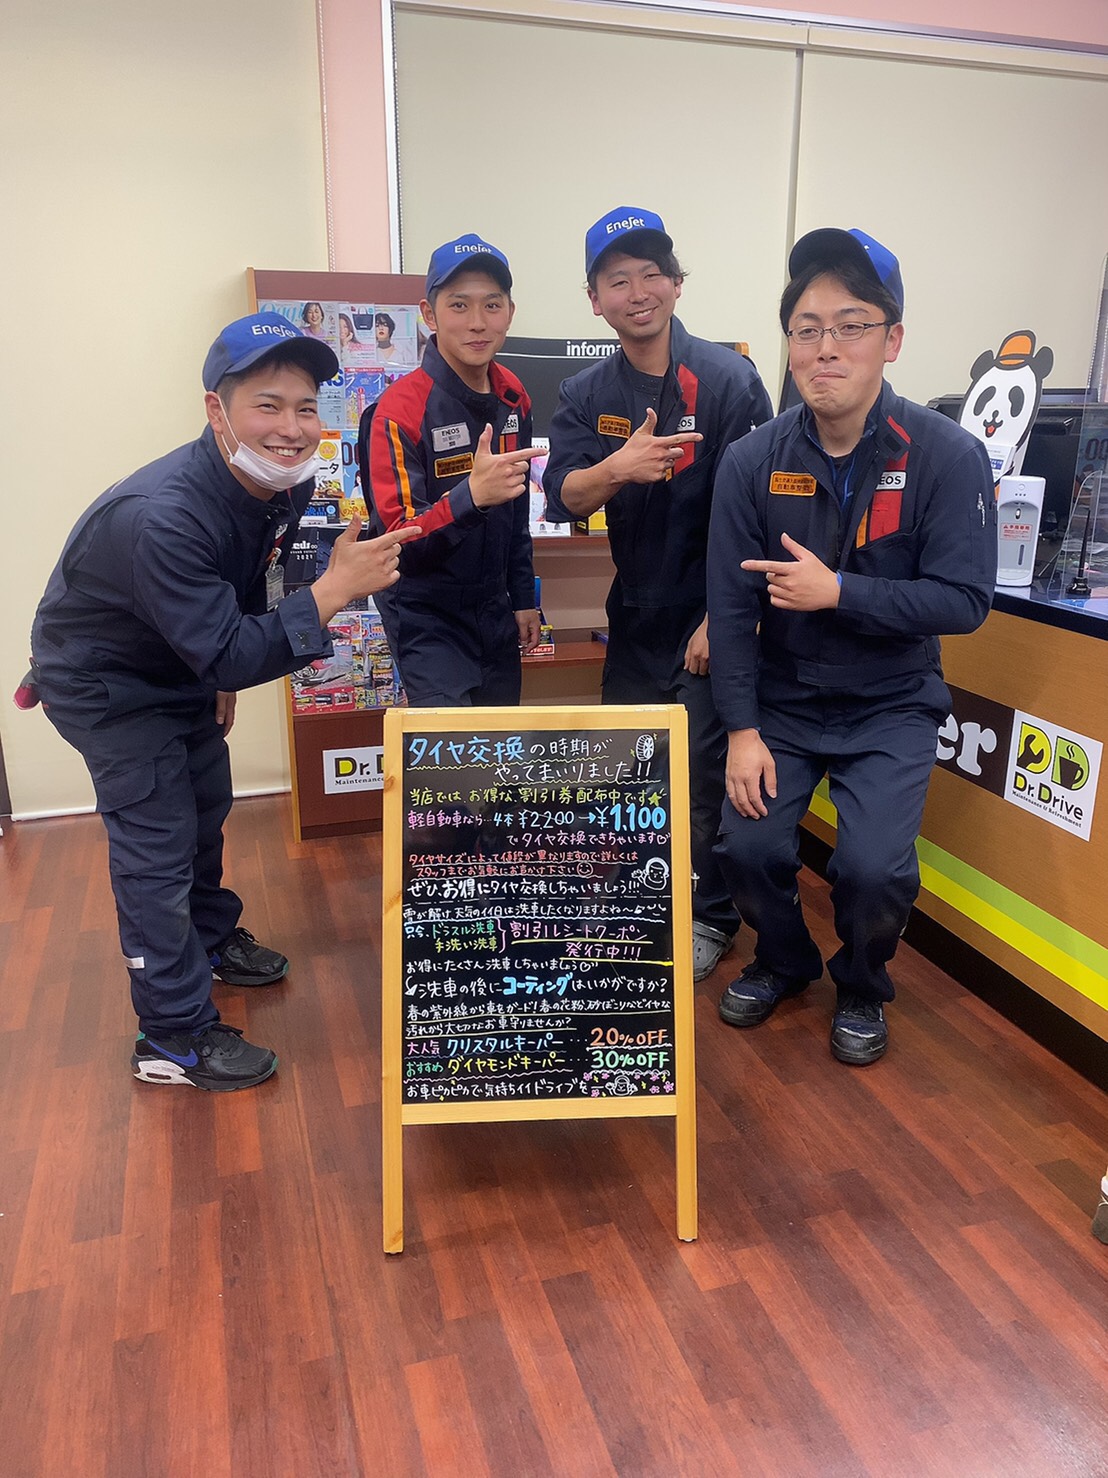 EneJet
EneJet
EneJet
EneJet
Oggi
informa
ENEOS
ENEOS
自動車整備士
EOS
2021
Dr. D
Maintenance
er
Dr. Drive
Maintenance & Refreshment
タイヤ交換の時期が
やってまいりました!!
当店では、お得な割引券配布中です★
軽自動車なら…4本¥2,200→¥1,100
でタイヤ交換できちゃいます♡
タイヤサイズによって値段が異なりますので詳しくは
スタッフまでお気軽にお声かけ下さい☺
ぜひ、お得にタイヤ交換しちゃいましょう!!!
雪が解け、天気のイイ日は洗車したくなりますよね〜
只今、ドラスル洗車
手洗い洗車
割引レシートクーポン
発行中!!!
お得にたくさん洗車しちゃいましょう♡
洗車の後にコーティングはいかがですか?
春の紫外線から車をガード!春の花粉、砂ぼこりなどイヤな
汚れから大切なお車守りませんか?
大人気 クリスタルキーパー…20%OFF
おすすめ ダイヤモンドキーパー…30%OFF
お車ピカピカで気持ちイイドライブを